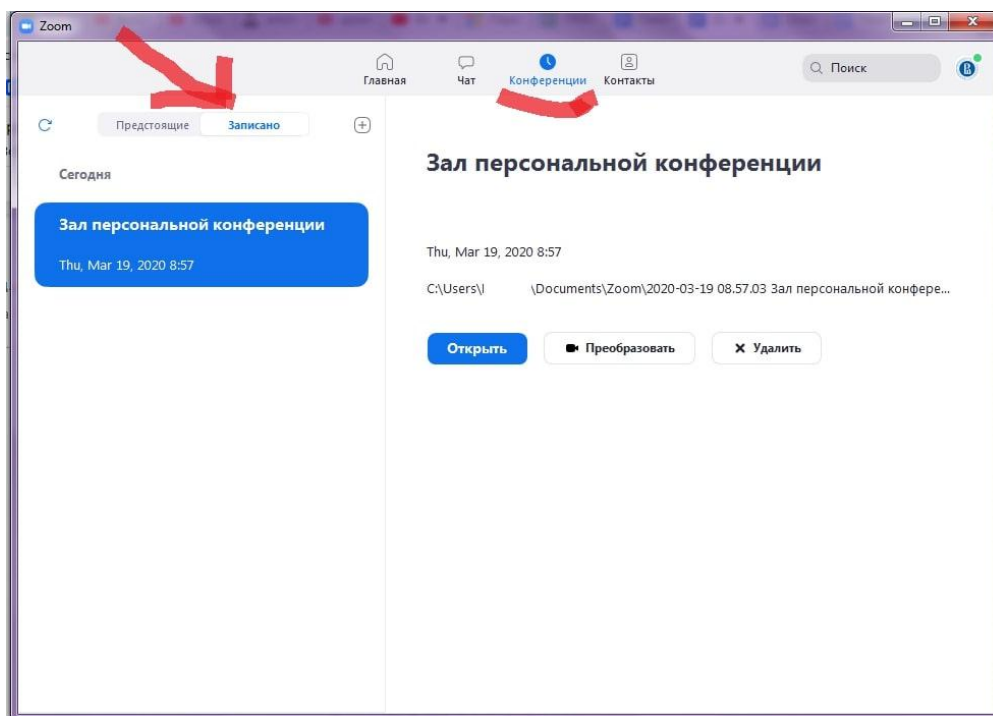 Zoom
Главная
Чат
Конференции
Контакты
Поиск
Предстоящие
Записано
Сегодня
Зал персональной конференции
Thu, Mar 19, 2020 8:57
Зал персональной конференции
Thu, Mar 19, 2020 8:57
C:\Users\I \Documents\Zoom\2020-03-19 08.57.03 Зал персональной конфере...
Открыть
Преобразовать
Удалить